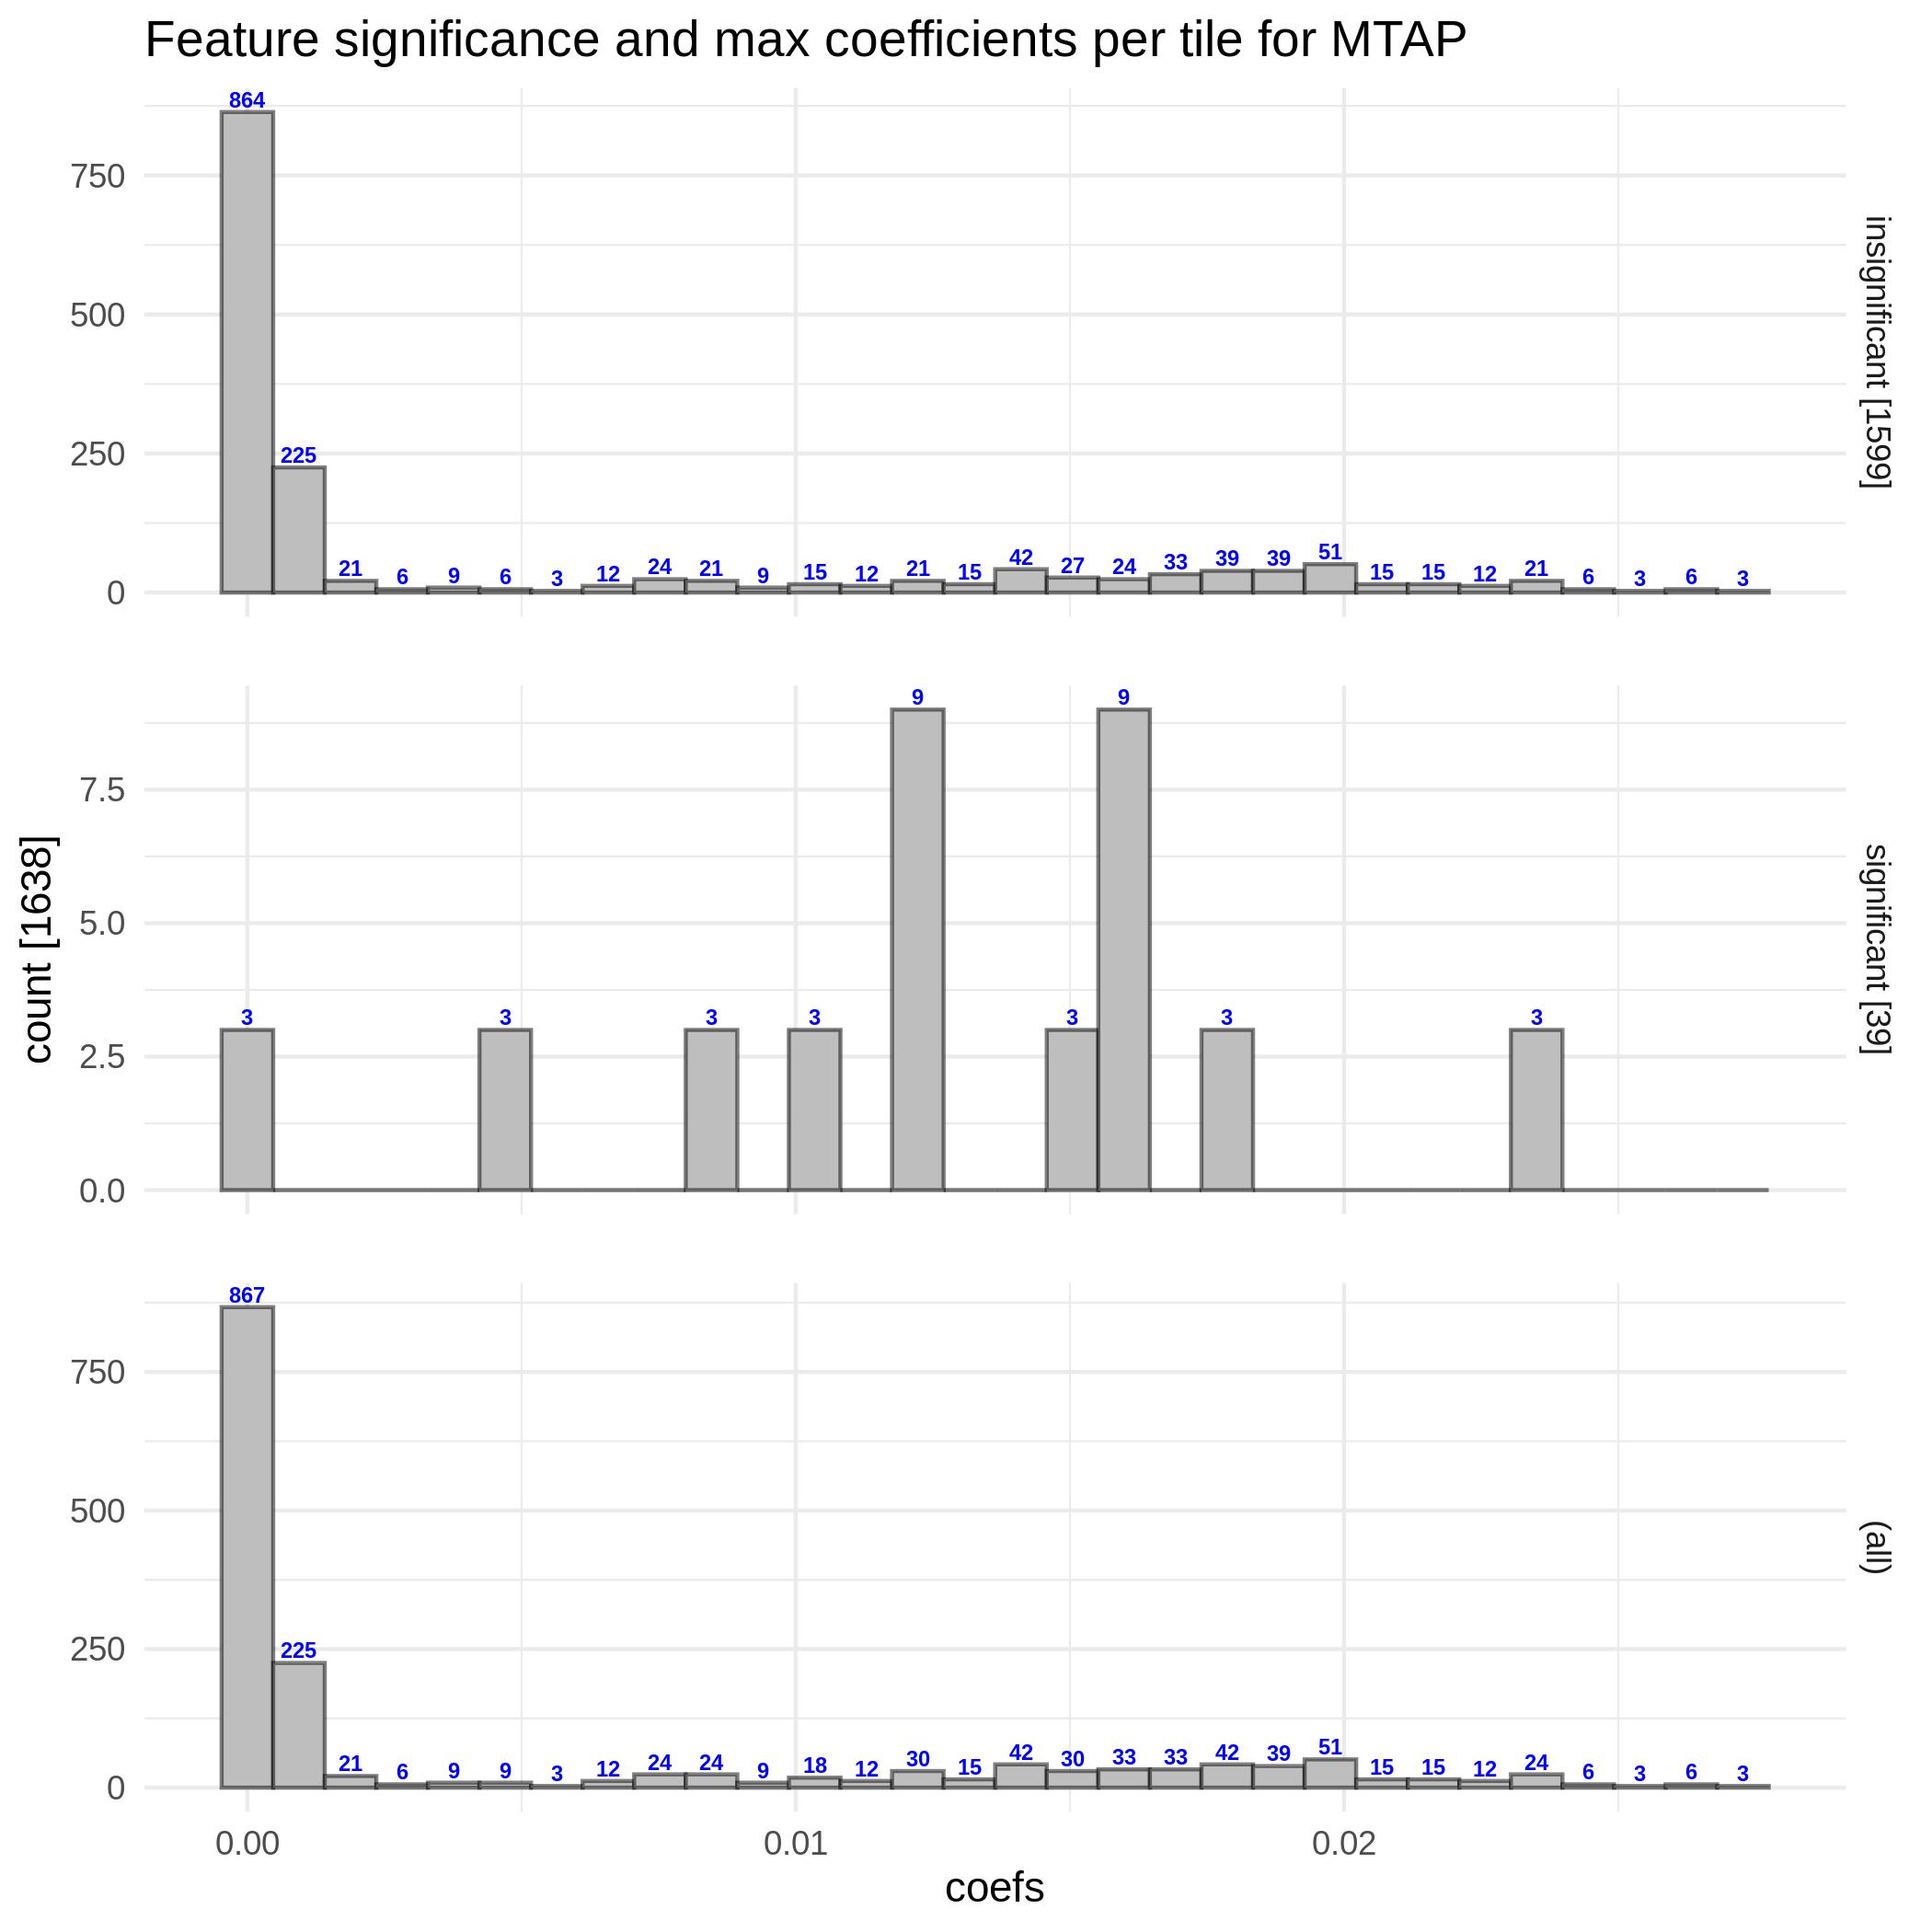 Feature significance and max coefficients per tile for MTAP
864
750
500
250
225
21 6 9 6 3 12 24 21 9 15 12 21 15 42 27 24 33 39 39 51 15 15 12 21 6 3 6 3
0
insignificant [1599]
count [1638]
9 9
7.5
5.0
3 3 3 3 3 3 3
2.5
0.0
significant [39]
867
750
500
250
225
21 6 9 9 3 12 24 24 9 18 12 30 15 42 30 33 33 42 39 51 15 15 12 24 6 3 6 3
0
(all)
0.00 0.01 0.02
coefs